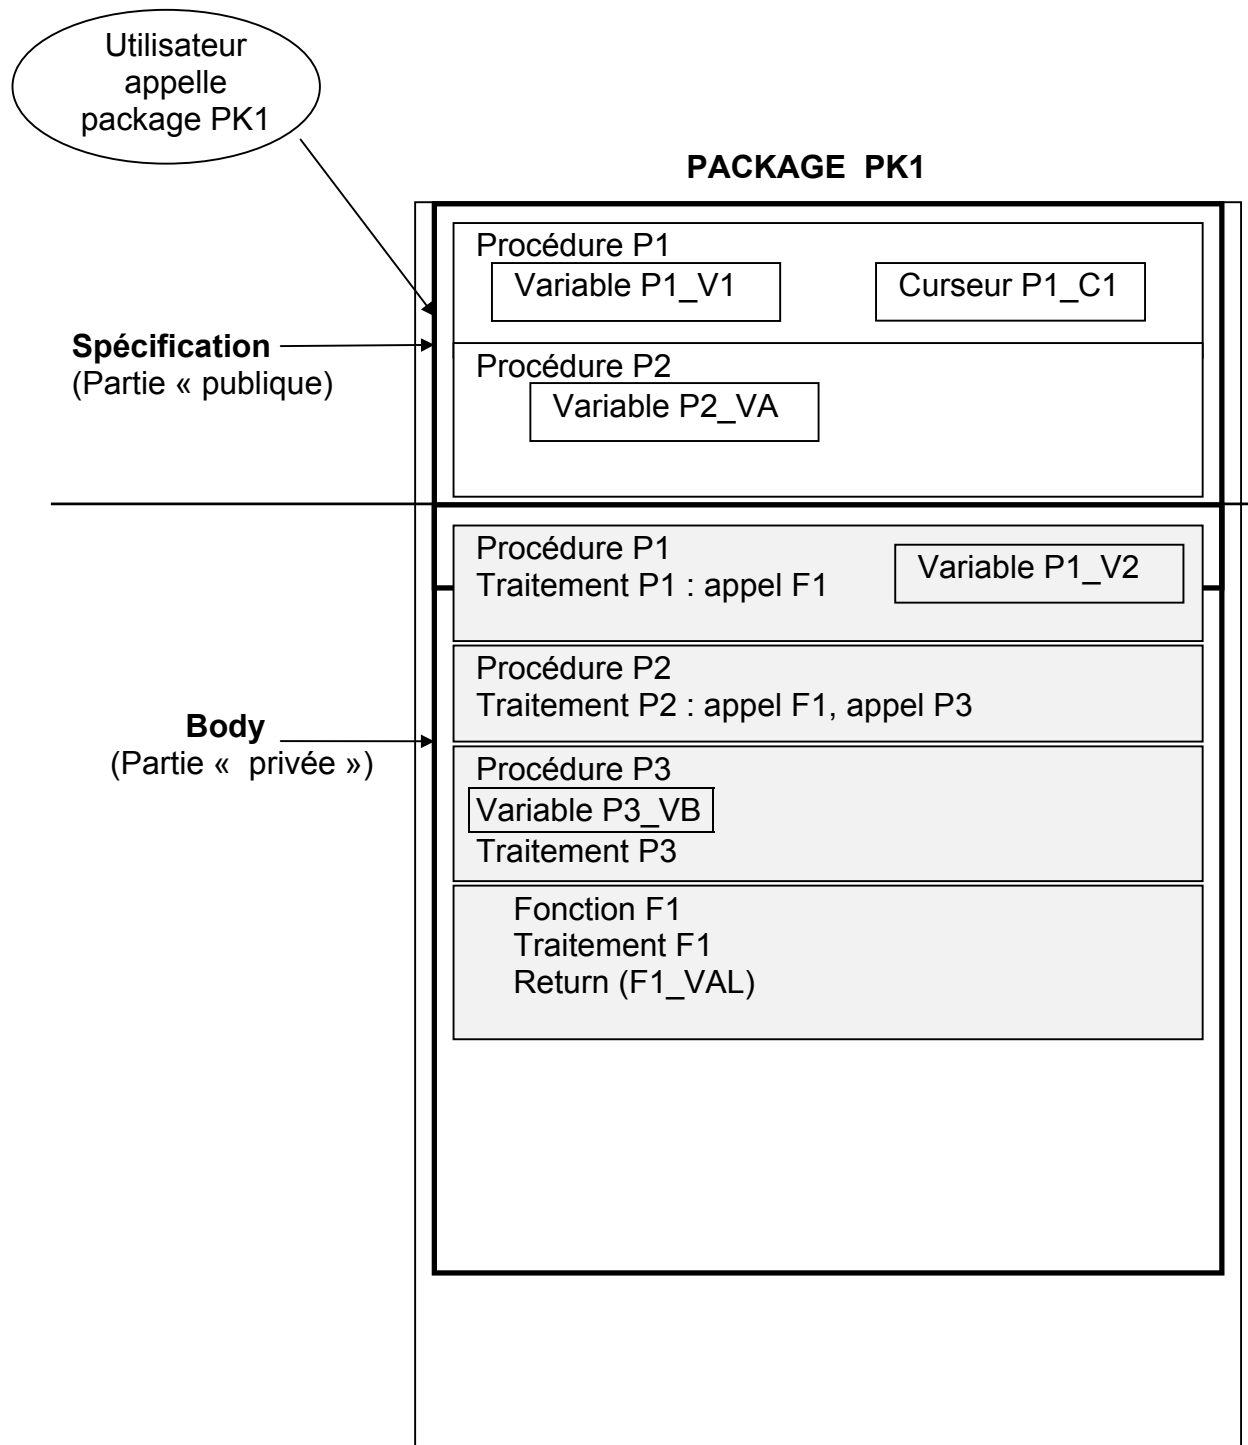 Utilisateur
appelle
package PK1
PACKAGE PK1
Procédure P1
Variable P1_V1
Curseur P1_C1
Spécification
(Partie « publique)
Procédure P2
Variable P2_VA
Procédure P1
Traitement P1 : appel F1
Variable P1_V2
Procédure P2
Traitement P2 : appel F1, appel P3
Body
(Partie « privée »)
Procédure P3
Variable P3_VB
Traitement P3
Fonction F1
Traitement F1
Return (F1_VAL)